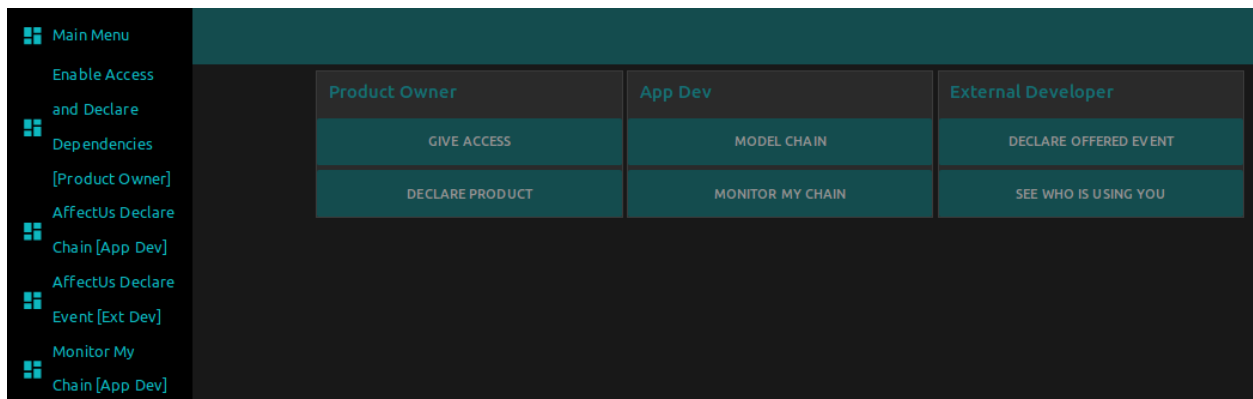 Main Menu
Enable Access
and Declare
Dependencies
[Product Owner]
AffectUs Declare
Chain [App Dev]
AffectUs Declare
Event [Ext Dev]
Monitor My
Chain [App Dev]
Product Owner
GIVE ACCESS
DECLARE PRODUCT
App Dev
MODEL CHAIN
MONITOR MY CHAIN
External Developer
DECLARE OFFERED EVENT
SEE WHO IS USING YOU